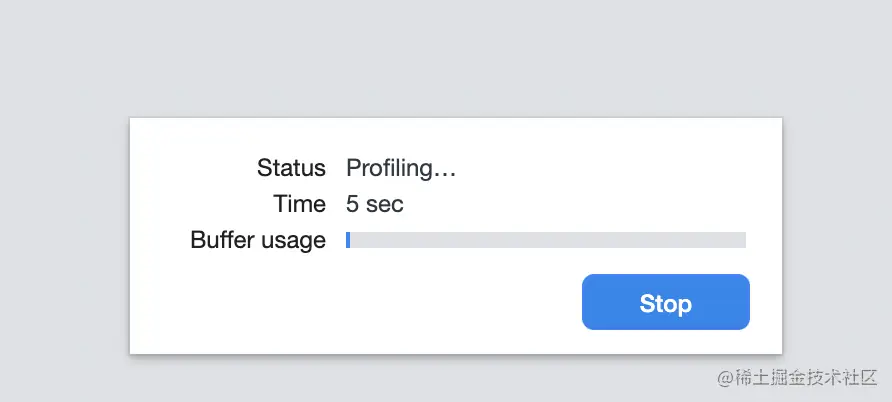 Status Profiling…
Time 5 sec
Buffer usage
Stop
@稀土掘金技术社区